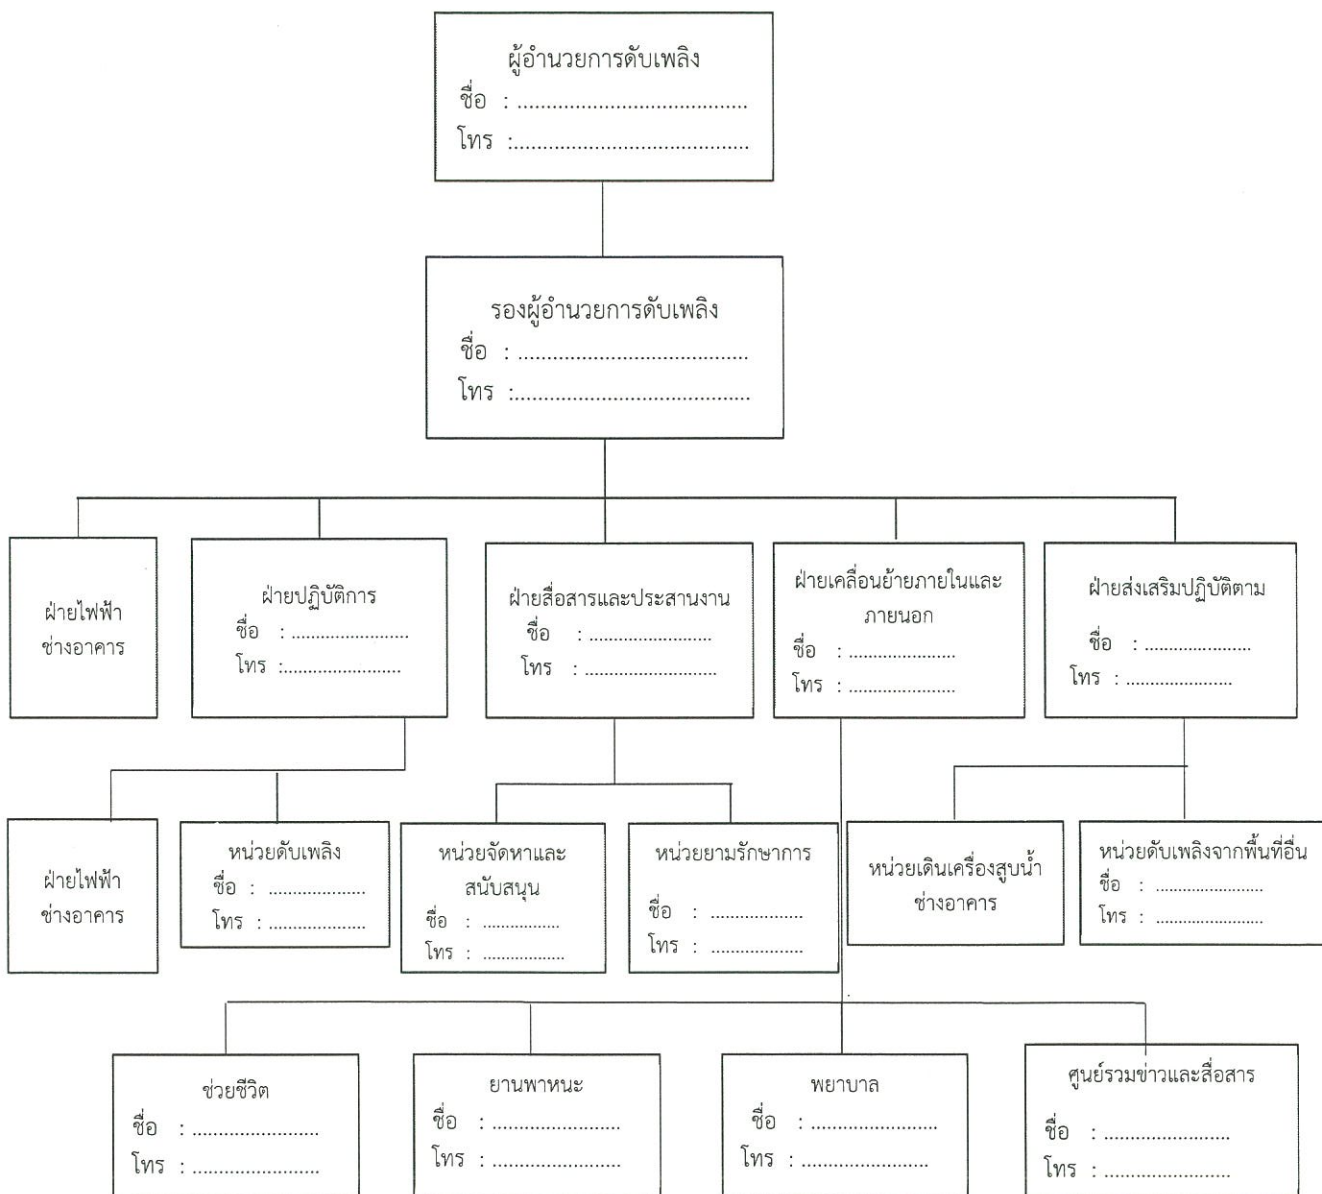 ผู้อำนวยการดับเพลิง
ชื่อ : ........................................
โทร :.........................................
รองผู้อำนวยการดับเพลิง
ชื่อ : ........................................
โทร :.........................................
ฝ่ายไฟฟ้า
ช่างอาคาร
ฝ่ายปฏิบัติการ
ชื่อ : ........................
โทร :........................
ฝ่ายสื่อสารและประสานงาน
ชื่อ : .........................
โทร : ...........................
ฝ่ายเคลื่อนย้ายภายในและ
ภายนอก
ชื่อ : ......................
โทร : ......................
ฝ่ายส่งเสริมปฏิบัติตาม
ชื่อ : ......................
โทร : ......................
ฝ่ายไฟฟ้า
ช่างอาคาร
หน่วยดับเพลิง
ชื่อ : ....................
โทร : ....................
หน่วยจัดหาและ
สนับสนุน
ชื่อ : .................
โทร : ..................
หน่วยยามรักษาการ
ชื่อ : ...................
โทร : ...................
หน่วยเดินเครื่องสูบน้ำ
ช่างอาคาร
หน่วยดับเพลิงจากพื้นที่อื่น
ชื่อ : ........................
โทร : ........................
ช่วยชีวิต
ชื่อ : ..........................
โทร : ..........................
ยานพาหนะ
ชื่อ : ..........................
โทร : ..........................
พยาบาล
ชื่อ : ..........................
โทร : ..........................
ศูนย์รวมข่าวและสื่อสาร
ชื่อ : ..........................
โทร : ..........................